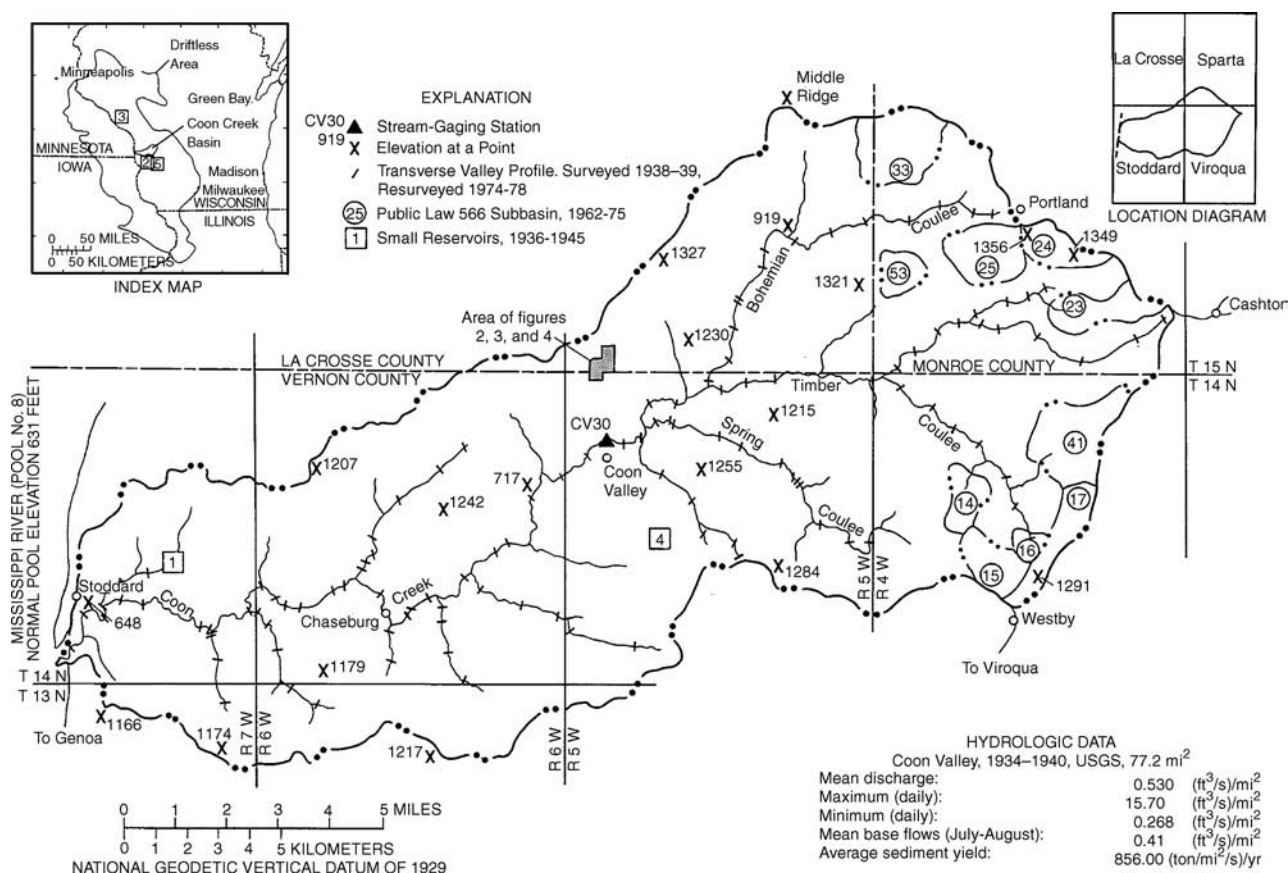 Driftless
Area
Minneapolis
Green Bay.
3
Coon Creek
Basin
MINNESOTA
IOWA
2 5
Madison
Milwaukee
WISCONSIN
ILLINOIS
0 50 MILES
0 50 KILOMETERS
INDEX MAP
EXPLANATION
CV30 Stream-Gaging Station
919 X Elevation at a Point
Transverse Valley Profile. Surveyed 1938–39,
Resurveyed 1974-78
25 Public Law 566 Subbasin, 1962-75
1 Small Reservoirs, 1936-1945
La Crosse Sparta
Stoddard Viroqua
LOCATION DIAGRAM
Middle
Ridge
33
Portland
919
Coulee
1356
24
1349
1327
Bohemian
1321
53
25
23
Cashton
Area of figures
2, 3, and 4
1230
LA CROSSE COUNTY
VERNON COUNTY
MONROE COUNTY
T 15 N
T 14 N
Timber
MISSISSIPPI RIVER (POOL No. 8)
NORMAL POOL ELEVATION 631 FEET
CV30
1215
Spring
Coulee
41
1207
Coon
Valley
1255
717
1242
14
17
Coulee
4
1
16
Stoddard
Coon
Creek
1284
R 5 W
R 4 W
15
1291
648
Chaseburg
Westby
1179
To Viroqua
T 14 N
T 13 N
1166
To Genoa
1174
R 7 W
R 6 W
1217
R 6 W
R 5 W
0 1 2 3 4 5 MILES
0 1 2 3 4 5 KILOMETERS
NATIONAL GEODETIC VERTICAL DATUM OF 1929
HYDROLOGIC DATA
Coon Valley, 1934–1940, USGS, 77.2 mi²
Mean discharge: 0.530 (ft³/s)/mi²
Maximum (daily): 15.70 (ft³/s)/mi²
Minimum (daily): 0.268 (ft³/s)/mi²
Mean base flows (July-August): 0.41 (ft³/s)/mi²
Average sediment yield: 856.00 (ton/mi²/s)/yr